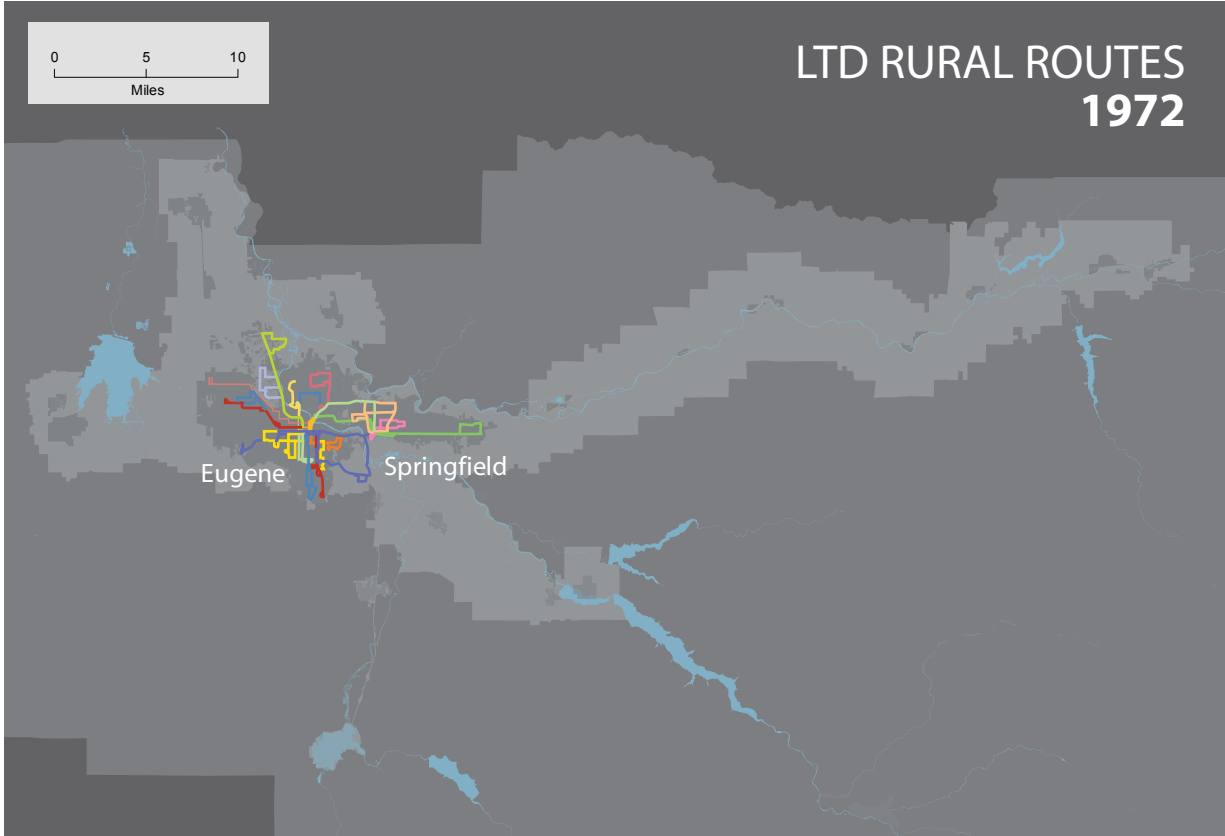 0 5 10
Miles
LTD RURAL ROUTES
1972
Eugene
Springfield